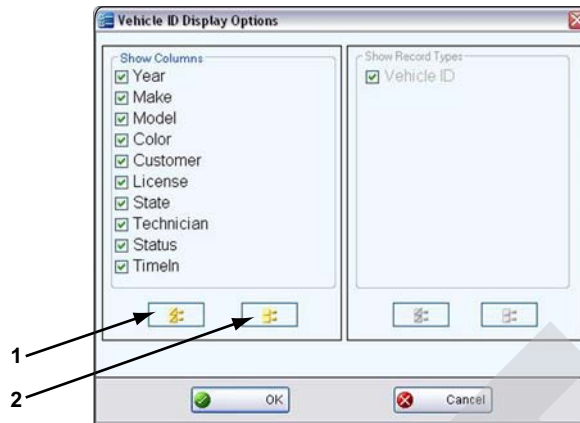 Vehicle ID Display Options
Show Columns
Year
Make
Model
Color
Customer
License
State
Technician
Status
TimeIn
Show Record Types
Vehicle ID
1
2
OK
Cancel